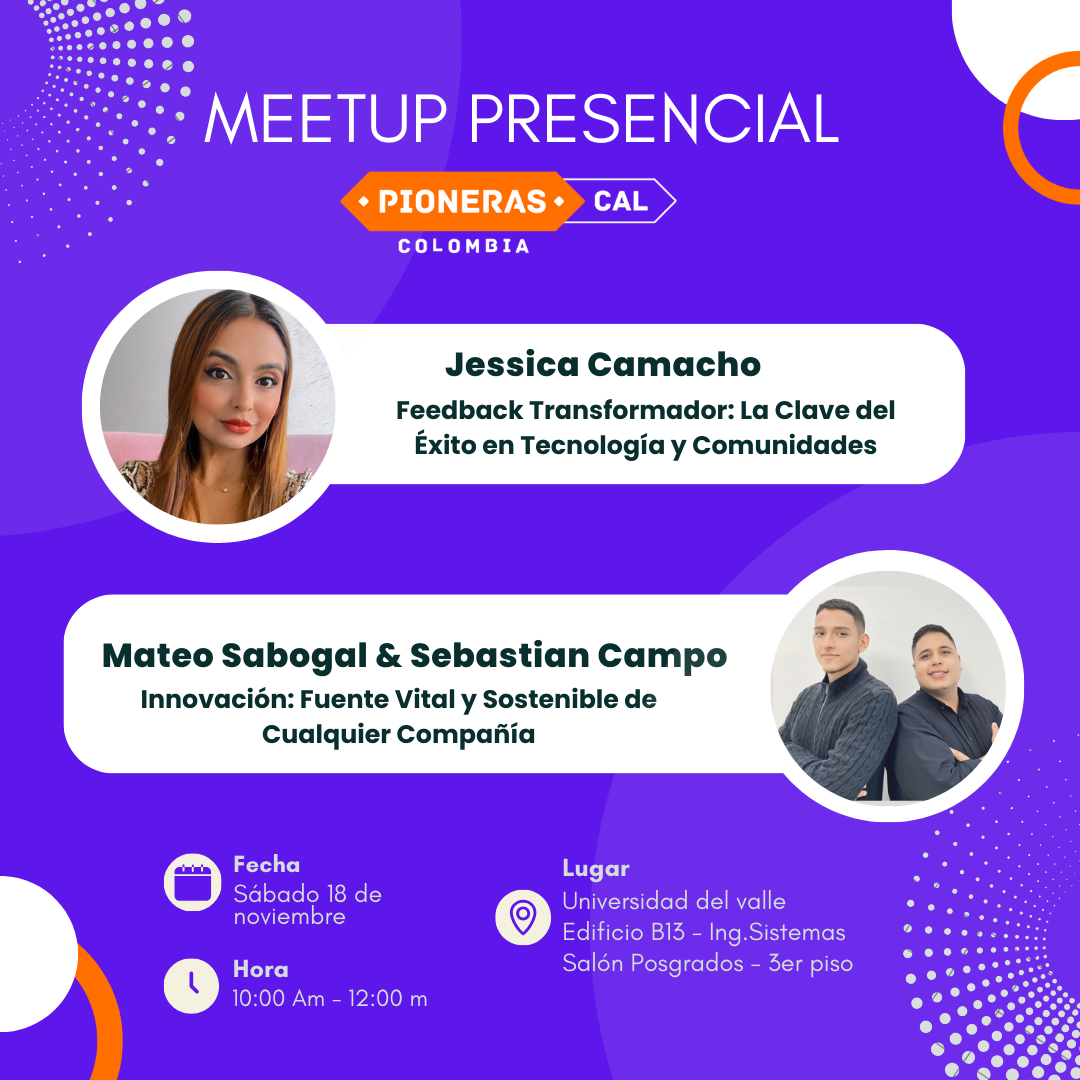 MEETUP PRESENCIAL
PIONERAS CAL
COLOMBIA
Jessica Camacho
Feedback Transformador: La Clave del
Éxito en Tecnología y Comunidades
Mateo Sabogal & Sebastian Campo
Innovación: Fuente Vital y Sostenible de
Cualquier Compañía
Fecha
Sábado 18 de
noviembre
Hora
10:00 Am - 12:00 m
Lugar
Universidad del valle
Edificio B13 - Ing.Sistemas
Salón Posgrados - 3er piso